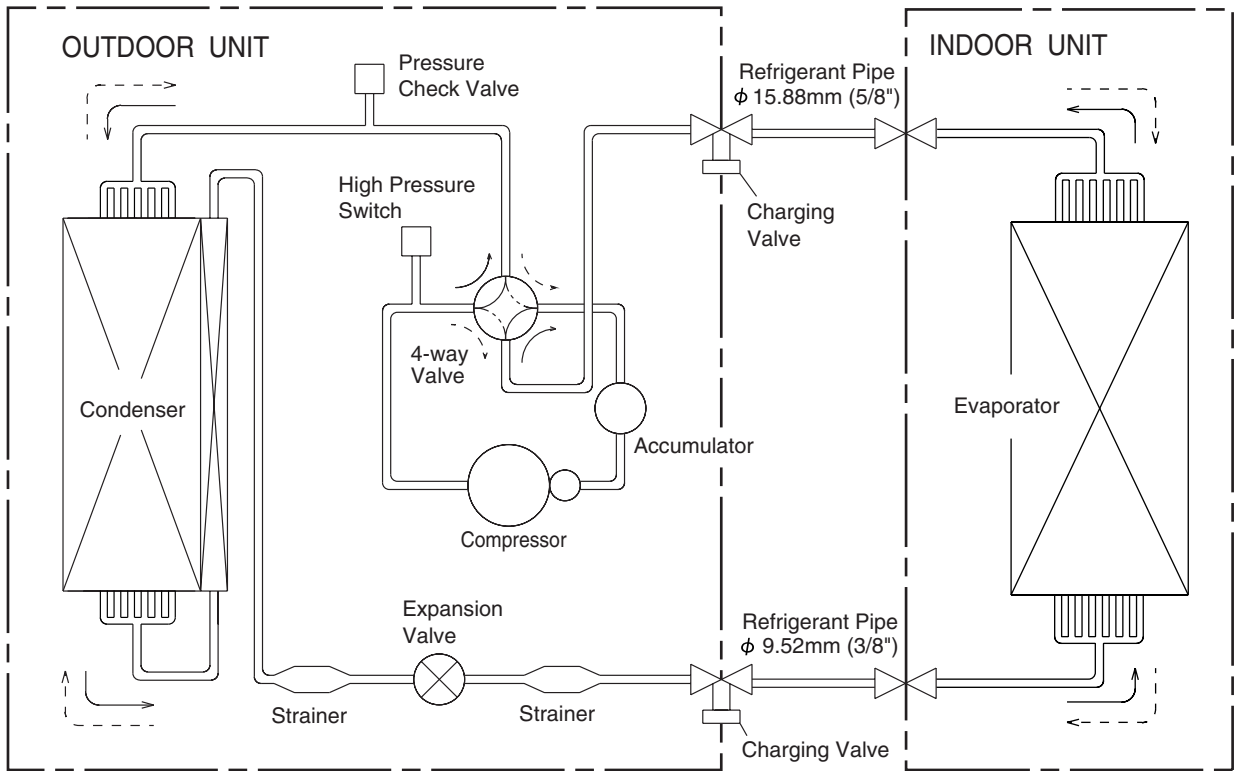 OUTDOOR UNIT
INDOOR UNIT
Pressure
Check Valve
Refrigerant Pipe
ϕ 15.88mm (5/8")
High Pressure
Switch
Charging
Valve
4-way
Valve
Condenser
Evaporator
Accumulator
Compressor
Expansion
Valve
Refrigerant Pipe
ϕ 9.52mm (3/8")
Strainer
Strainer
Charging Valve